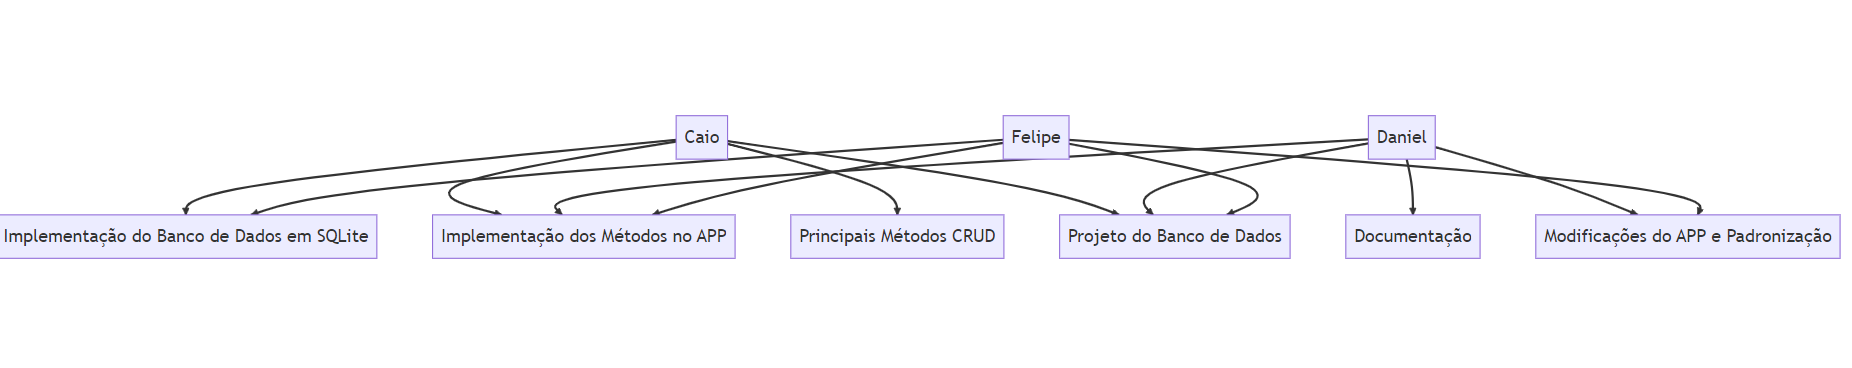 Caio
Felipe
Daniel
Implementação do Banco de Dados em SQLite
Implementação dos Métodos no APP
Principais Métodos CRUD
Projeto do Banco de Dados
Documentação
Modificações do APP e Padronização